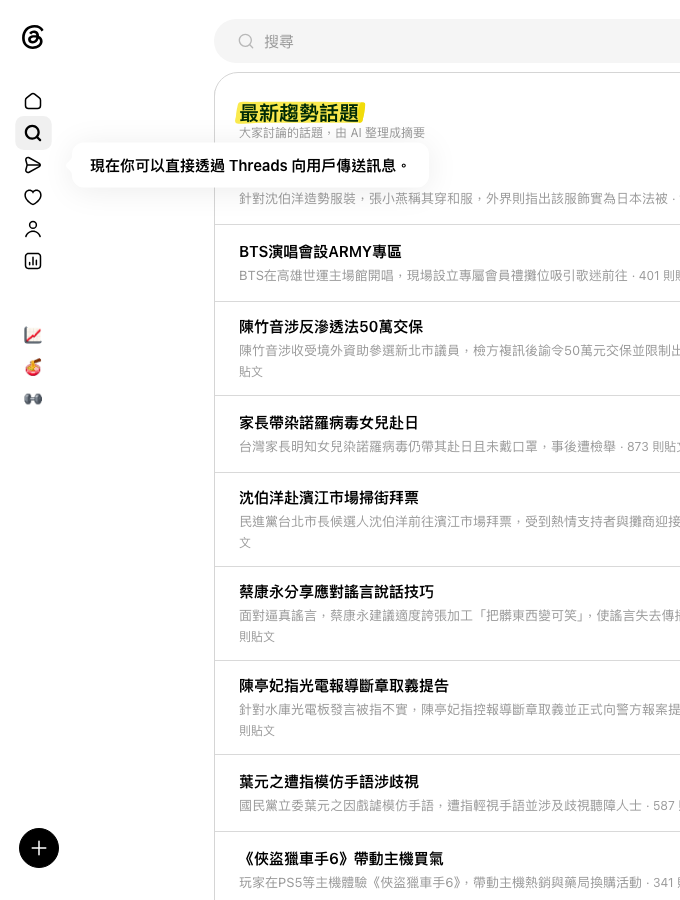 搜尋
最新趨勢話題
大家討論的話題，由 AI 整理成摘要
現在你可以直接透過 Threads 向用戶傳送訊息。
針對沈伯洋造勢服裝，張小燕稱其穿和服，外界則指出該服飾實為日本法被 ·
BTS演唱會設ARMY專區
BTS在高雄世運主場館開唱，現場設立專屬會員禮攤位吸引歌迷前往 · 401 則
陳竹音涉反滲透法50萬交保
陳竹音涉收受境外資助參選新北市議員，檢方複訊後諭令50萬元交保並限制出
貼文
家長帶染諾羅病毒女兒赴日
台灣家長明知女兒染諾羅病毒仍帶其赴日且未戴口罩，事後遭檢舉 · 873 則貼文
沈伯洋赴濱江市場掃街拜票
民進黨台北市長候選人沈伯洋前往濱江市場拜票，受到熱情支持者與攤商迎接
文
蔡康永分享應對謠言說話技巧
面對逼真謠言，蔡康永建議適度誇張加工「把髒東西變可笑」，使謠言失去傳播
則貼文
陳亭妃指光電報導斷章取義提告
針對水庫光電板發言被指不實，陳亭妃指控報導斷章取義並正式向警方報案提
則貼文
葉元之遭指模仿手語涉歧視
國民黨立委葉元之因戲謔模仿手語，遭指輕視手語並涉及歧視聽障人士 · 587
《俠盜獵車手6》帶動主機買氣
玩家在PS5等主機體驗《俠盜獵車手6》，帶動主機熱銷與藥局換購活動 · 341